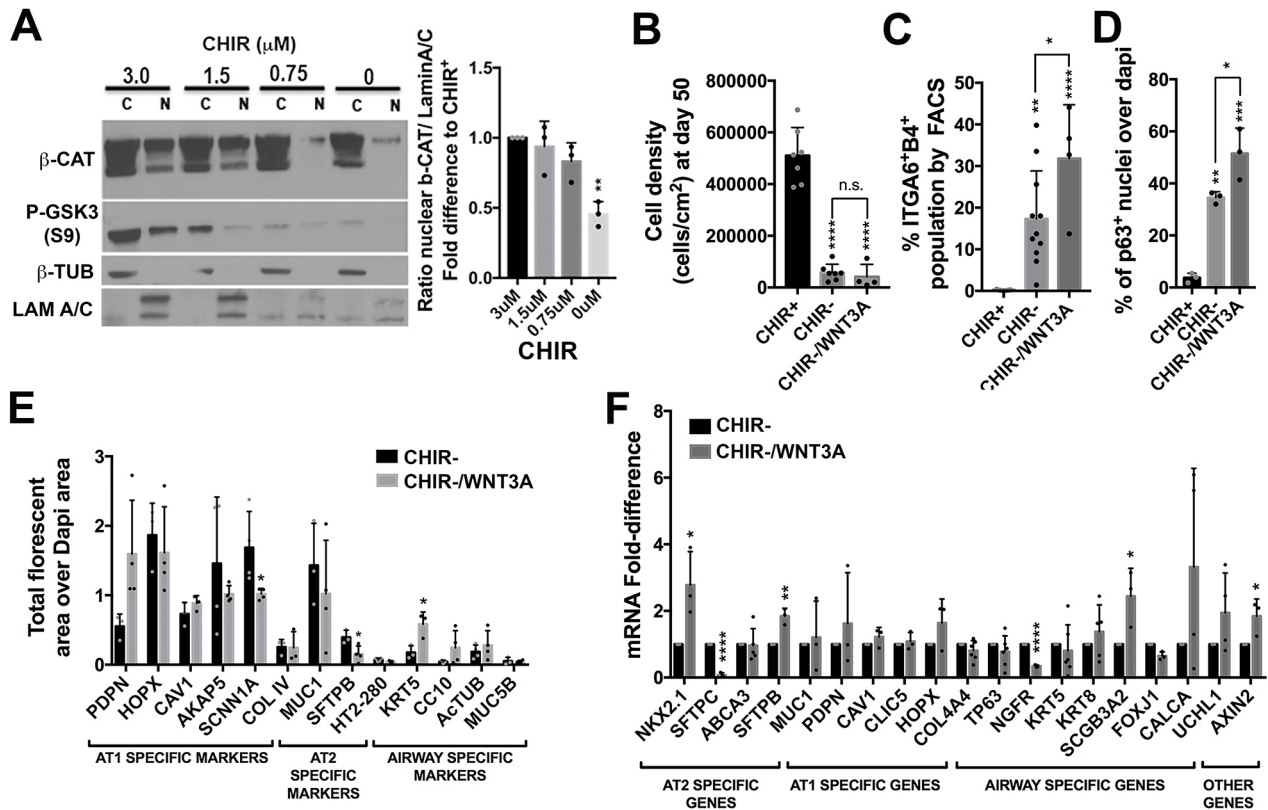 A
CHIR (μM)
3.0 1.5 0.75 0
C N C N C N C N
β-CAT
P-GSK3
(S9)
β-TUB
LAM A/C
Ratio nuclear b-CAT/ LaminA/C
Fold difference to CHIR+
1.5
1.0
0.5
0.0
**
3uM
1.5uM
0.75uM
0uM
CHIR
B
Cell density
(cells/cm2) at day 50
800000
600000
400000
200000
0
n.s.
****
****
CHIR+
CHIR-
CHIR-/WNT3A
C
% ITGA6+B4+
population by FACS
50
40
30
20
10
0
*
**
****
CHIR+
CHIR-
CHIR-/WNT3A
D
% of p63+ nuclei over dapi
80
60
40
20
0
*
**
***
CHIR+
CHIR-
CHIR-/WNT3A
E
Total florescent
area over Dapi area
3
2
1
0
CHIR-
CHIR-/WNT3A
*
*
*
PDPN
HOPX
CAV1
AKAP5
SCNN1A
COL IV
MUC1
SFTPB
HT2-280
KRT5
CC10
AcTUB
MUC5B
AT1 SPECIFIC MARKERS
AT2
SPECIFIC
MARKERS
AIRWAY SPECIFIC
MARKERS
F
mRNA Fold-difference
8
6
4
2
0
CHIR-
CHIR-/WNT3A
*
****
**
****
*
*
NKX2.1
SFTPC
ABCA3
SFTPB
MUC1
PDPN
CAV1
CLIC5
HOPX
COL4A4
TP63
NGFR
KRT5
KRT8
SCGB3A2
FOXJ1
CALCA
UCHL1
AXIN2
AT2 SPECIFIC
GENES
AT1 SPECIFIC GENES
AIRWAY SPECIFIC GENES
OTHER
GENES